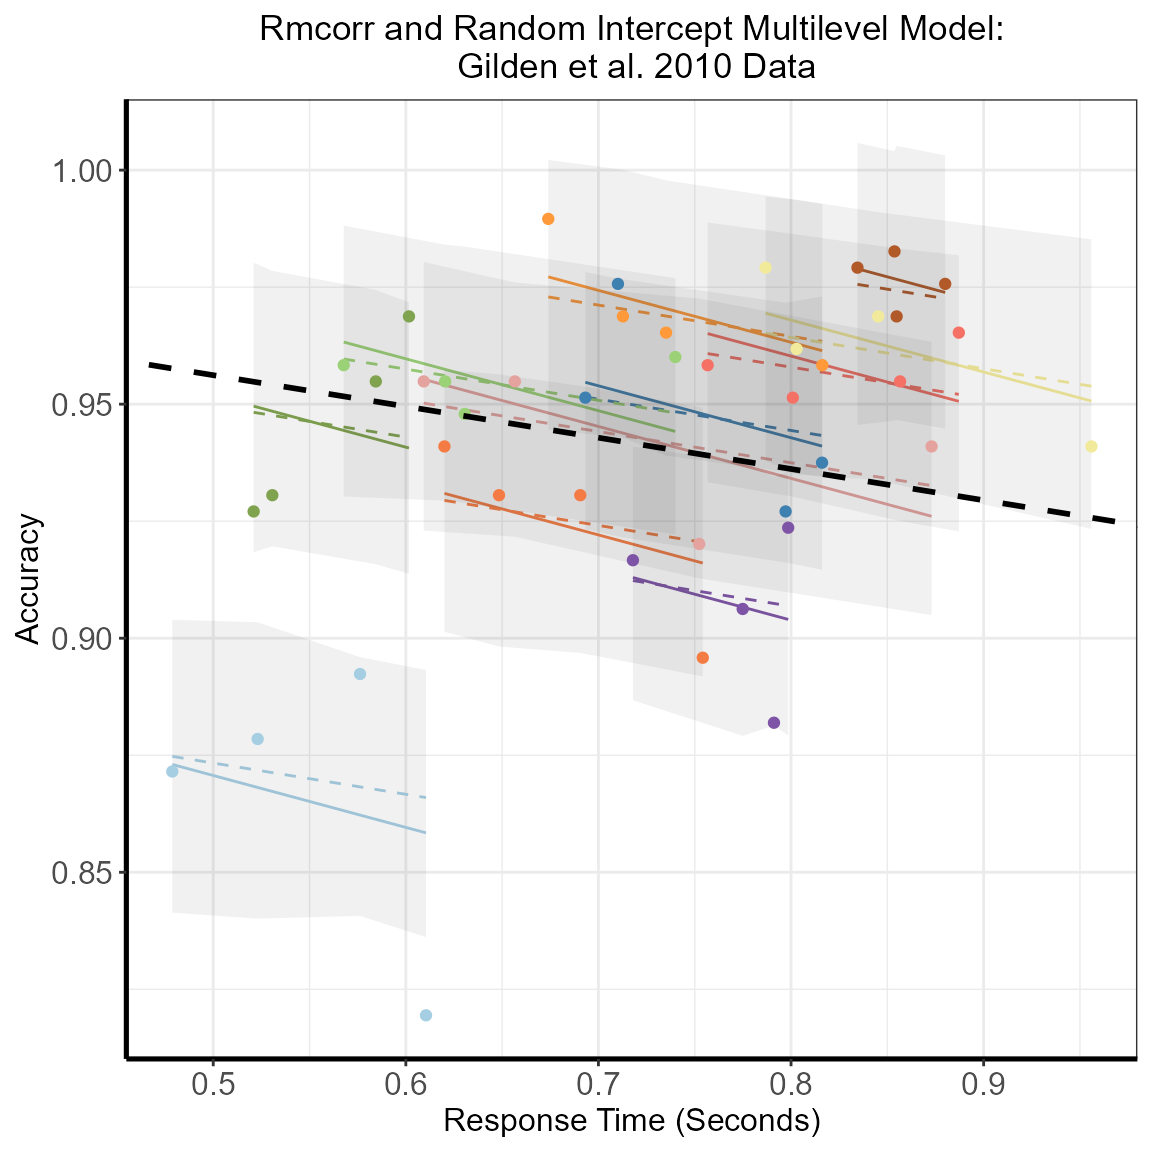 Rmcorr and Random Intercept Multilevel Model:
Gilden et al. 2010 Data
1.00
0.95
0.90
0.85
Accuracy
0.5 0.6 0.7 0.8 0.9
Response Time (Seconds)